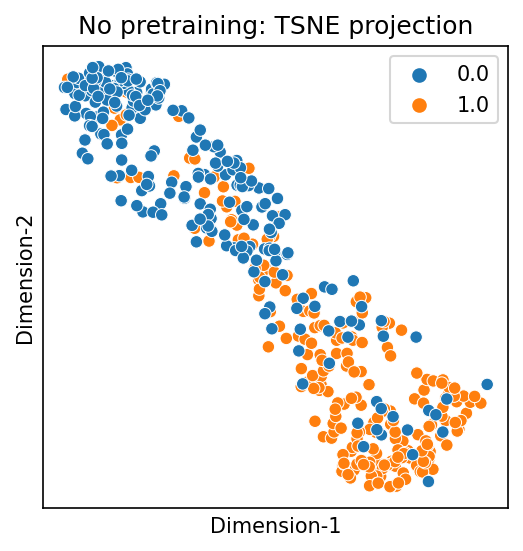 No pretraining: TSNE projection
0.0
1.0
Dimension-2
Dimension-1